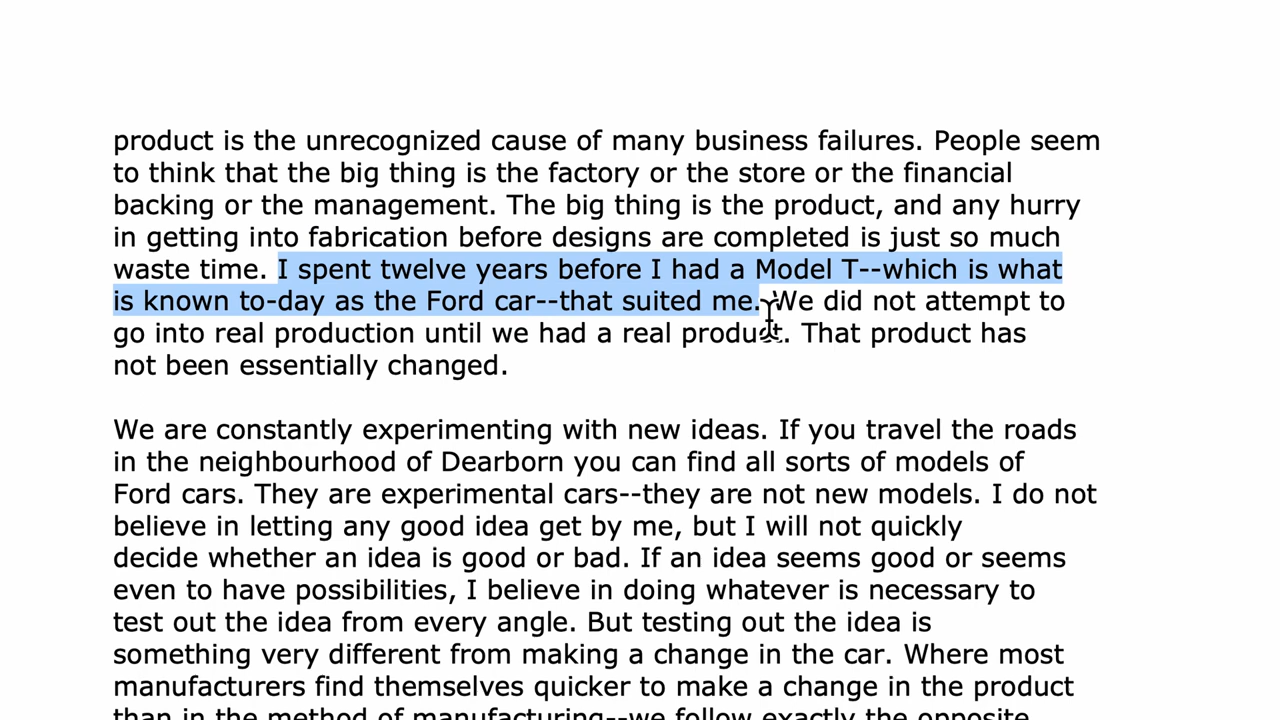 product is the unrecognized cause of many business failures. People seem
to think that the big thing is the factory or the store or the financial
backing or the management. The big thing is the product, and any hurry
in getting into fabrication before designs are completed is just so much
waste time. I spent twelve years before I had a Model T--which is what
is known to-day as the Ford car--that suited me. We did not attempt to
go into real production until we had a real product. That product has
not been essentially changed.
We are constantly experimenting with new ideas. If you travel the roads
in the neighbourhood of Dearborn you can find all sorts of models of
Ford cars. They are experimental cars--they are not new models. I do not
believe in letting any good idea get by me, but I will not quickly
decide whether an idea is good or bad. If an idea seems good or seems
even to have possibilities, I believe in doing whatever is necessary to
test out the idea from every angle. But testing out the idea is
something very different from making a change in the car. Where most
manufacturers find themselves quicker to make a change in the product
than in the method of manufacturing--we follow exactly the opposite